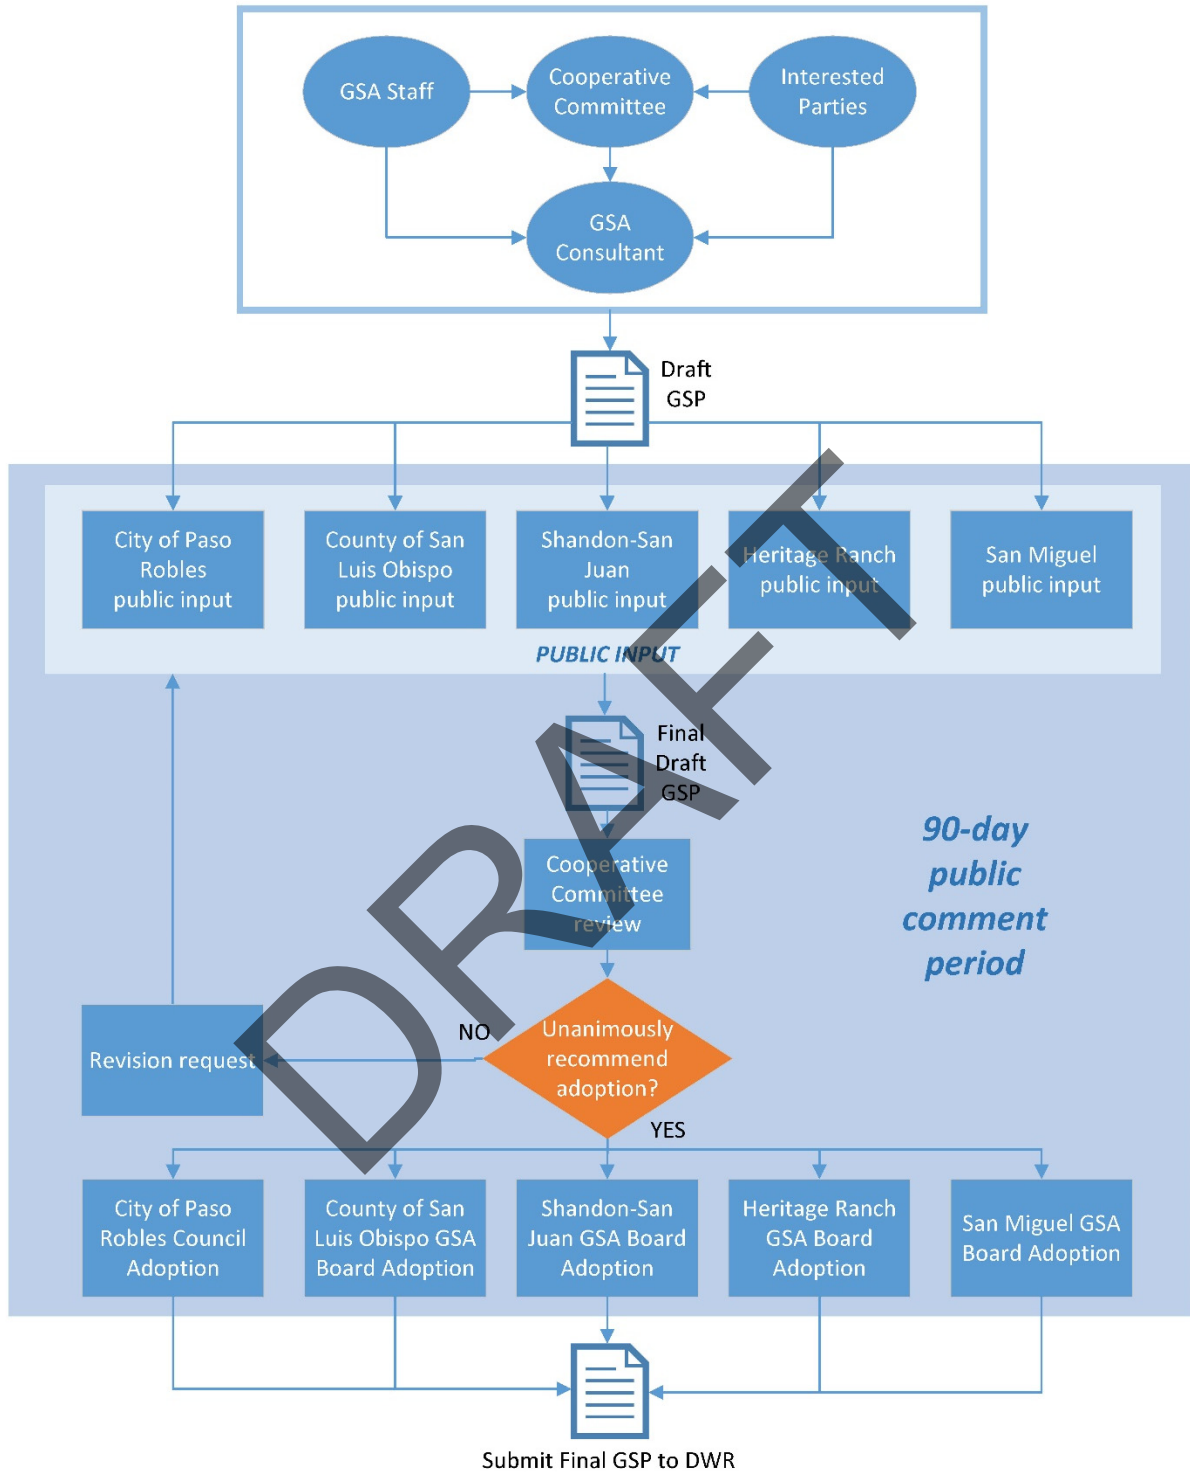 GSA Staff
Cooperative
Committee
Interested
Parties
GSA
Consultant
Draft
GSP
City of Paso
Robles
public input
County of San
Luis Obispo
public input
Shandon-San
Juan
public input
Heritage Ranch
public input
San Miguel
public input
PUBLIC INPUT
Final
Draft
GSP
Cooperative
Committee
review
90-day
public
comment
period
Unanimously
recommend
adoption?
NO
Revision request
YES
City of Paso
Robles Council
Adoption
County of San
Luis Obispo GSA
Board Adoption
Shandon-San
Juan GSA Board
Adoption
Heritage Ranch
GSA Board
Adoption
San Miguel GSA
Board Adoption
Submit Final GSP to DWR
DRAFT